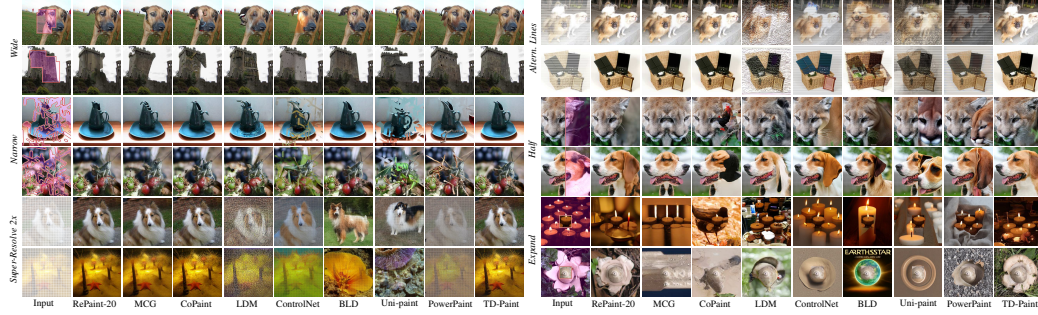 Wide
Narrow
Super-Resolve 2x
Input RePaint-20 MCG CoPaint LDM ControlNet BLD Uni-paint PowerPaint TD-Paint
Altern. Lines
Half
Expand
EARTHSSTAR
Input RePaint-20 MCG CoPaint LDM ControlNet BLD Uni-paint PowerPaint TD-Paint